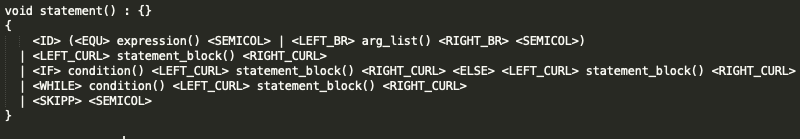 void statement() : {}
{
<ID> (<EQU> expression() <SEMICOL> | <LEFT_BR> arg_list() <RIGHT_BR> <SEMICOL>)
| <LEFT_CURL> statement_block() <RIGHT_CURL>
| <IF> condition() <LEFT_CURL> statement_block() <RIGHT_CURL> <ELSE> <LEFT_CURL> statement_block() <RIGHT_CURL>
| <WHILE> condition() <LEFT_CURL> statement_block() <RIGHT_CURL>
| <SKIPP> <SEMICOL>
}